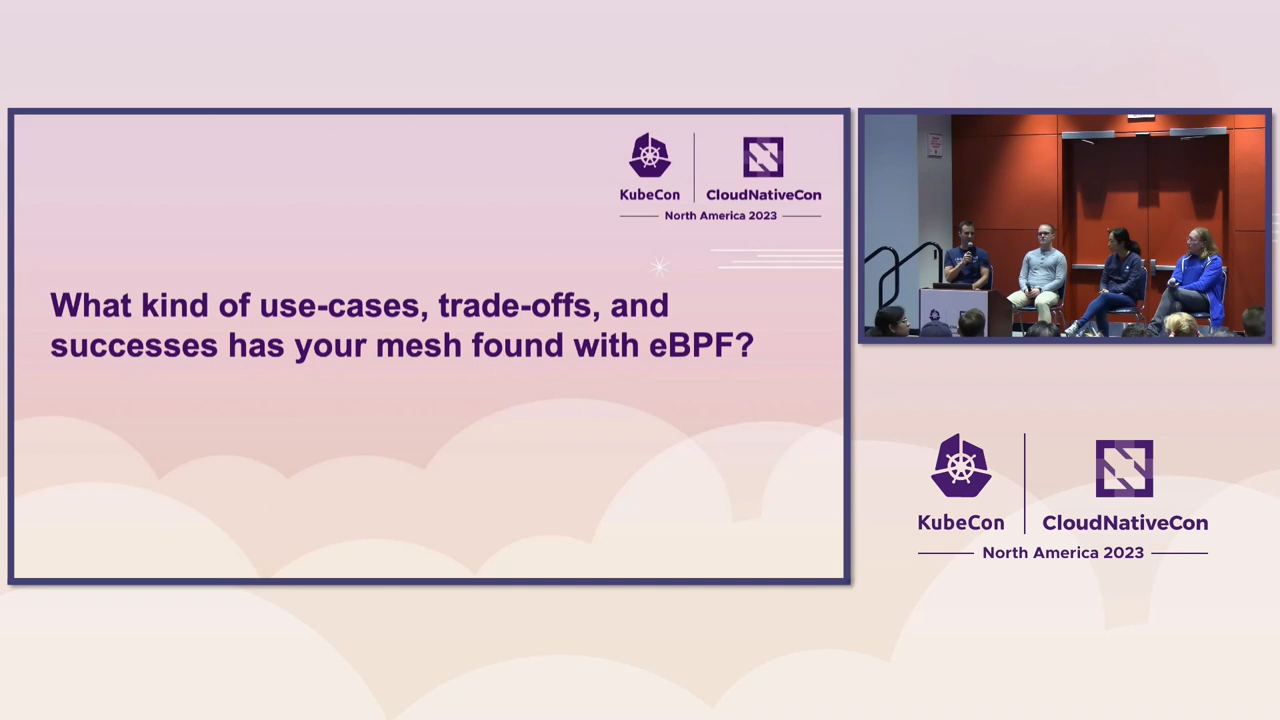 KubeCon
CloudNativeCon
North America 2023
What kind of use-cases, trade-offs, and
successes has your mesh found with eBPF?
KubeCon
CloudNativeCon
North America 2023